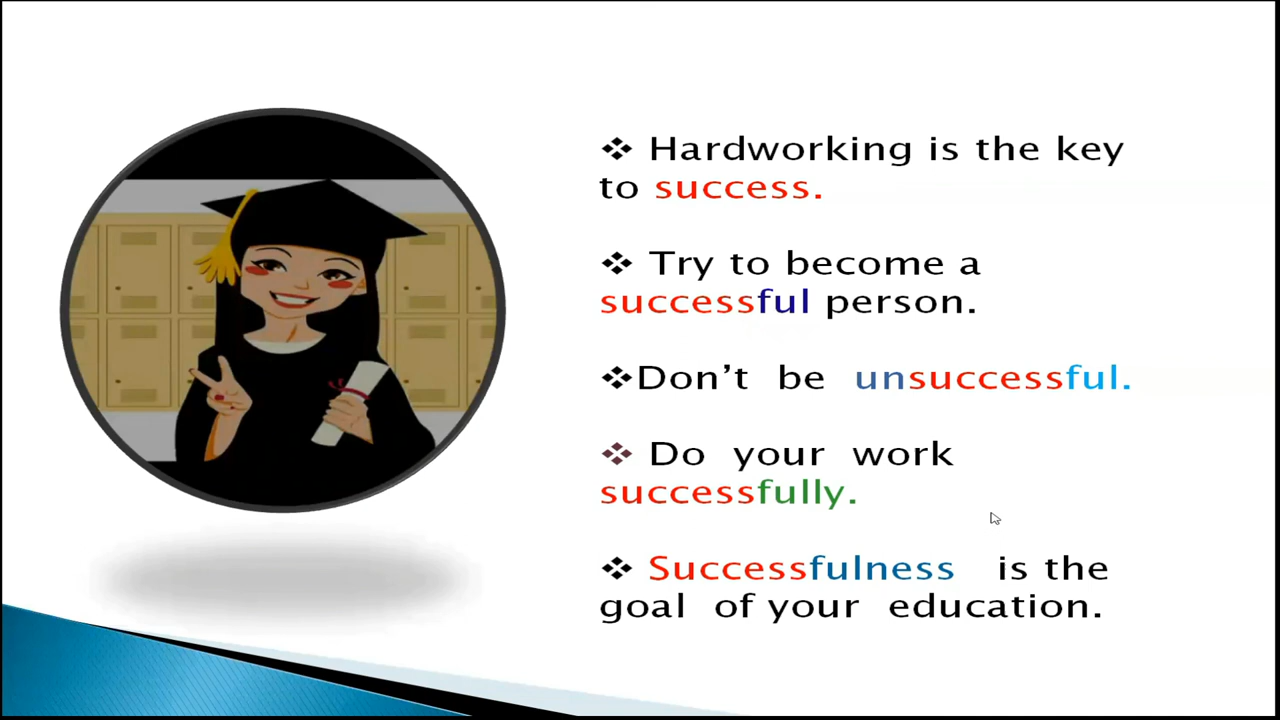 ❖ Hardworking is the key
to success.
❖ Try to become a
successful person.
❖Don’t be unsuccessful.
❖ Do your work
successfully.
❖ Successfulness is the
goal of your education.